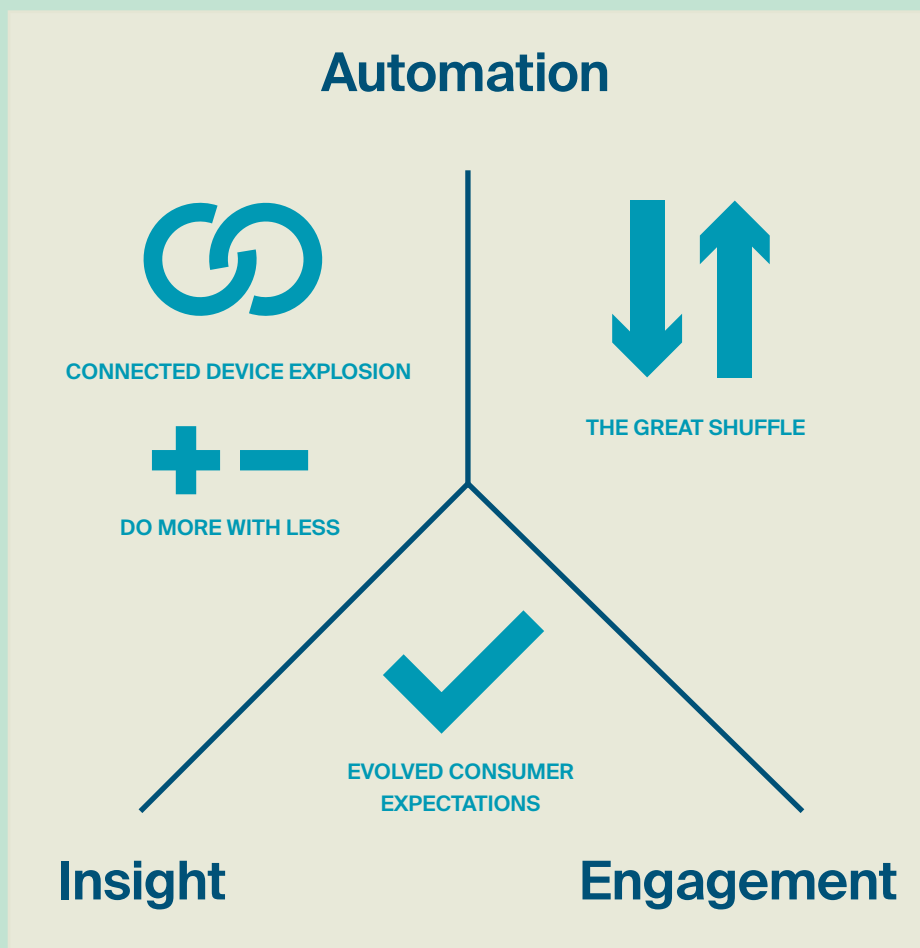 Automation
CONNECTED DEVICE EXPLOSION
THE GREAT SHUFFLE
DO MORE WITH LESS
EVOLVED CONSUMER
EXPECTATIONS
Insight
Engagement